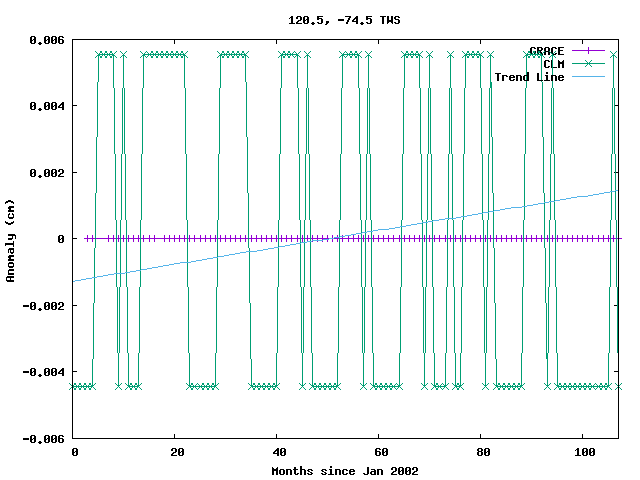 120.5, -74.5 TWS
0.006
0.004
0.002
0
-0.002
-0.004
-0.006
Anomaly (cm)
GRACE
CLM
Trend Line
0 20 40 60 80 100
Months since Jan 2002